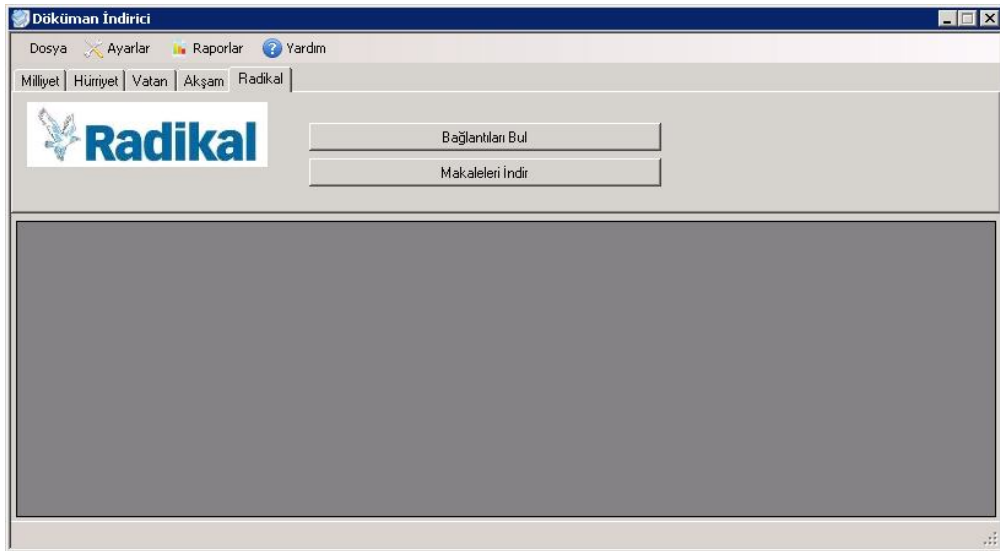 Döküman İndirici
Dosya Ayarlar Raporlar Yardım
Milliyet Hürriyet Vatan Akşam Radikal
Radikal
Bağlantıları Bul
Makaleleri İndir